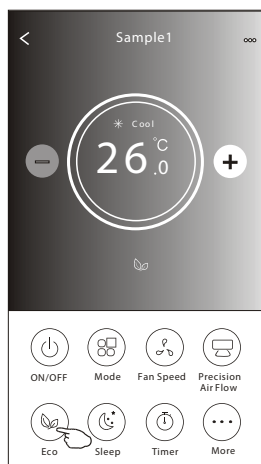 Sample1
Cool
26.0°C
ON/OFF Mode Fan Speed Precision
Air Flow
Eco Sleep Timer More